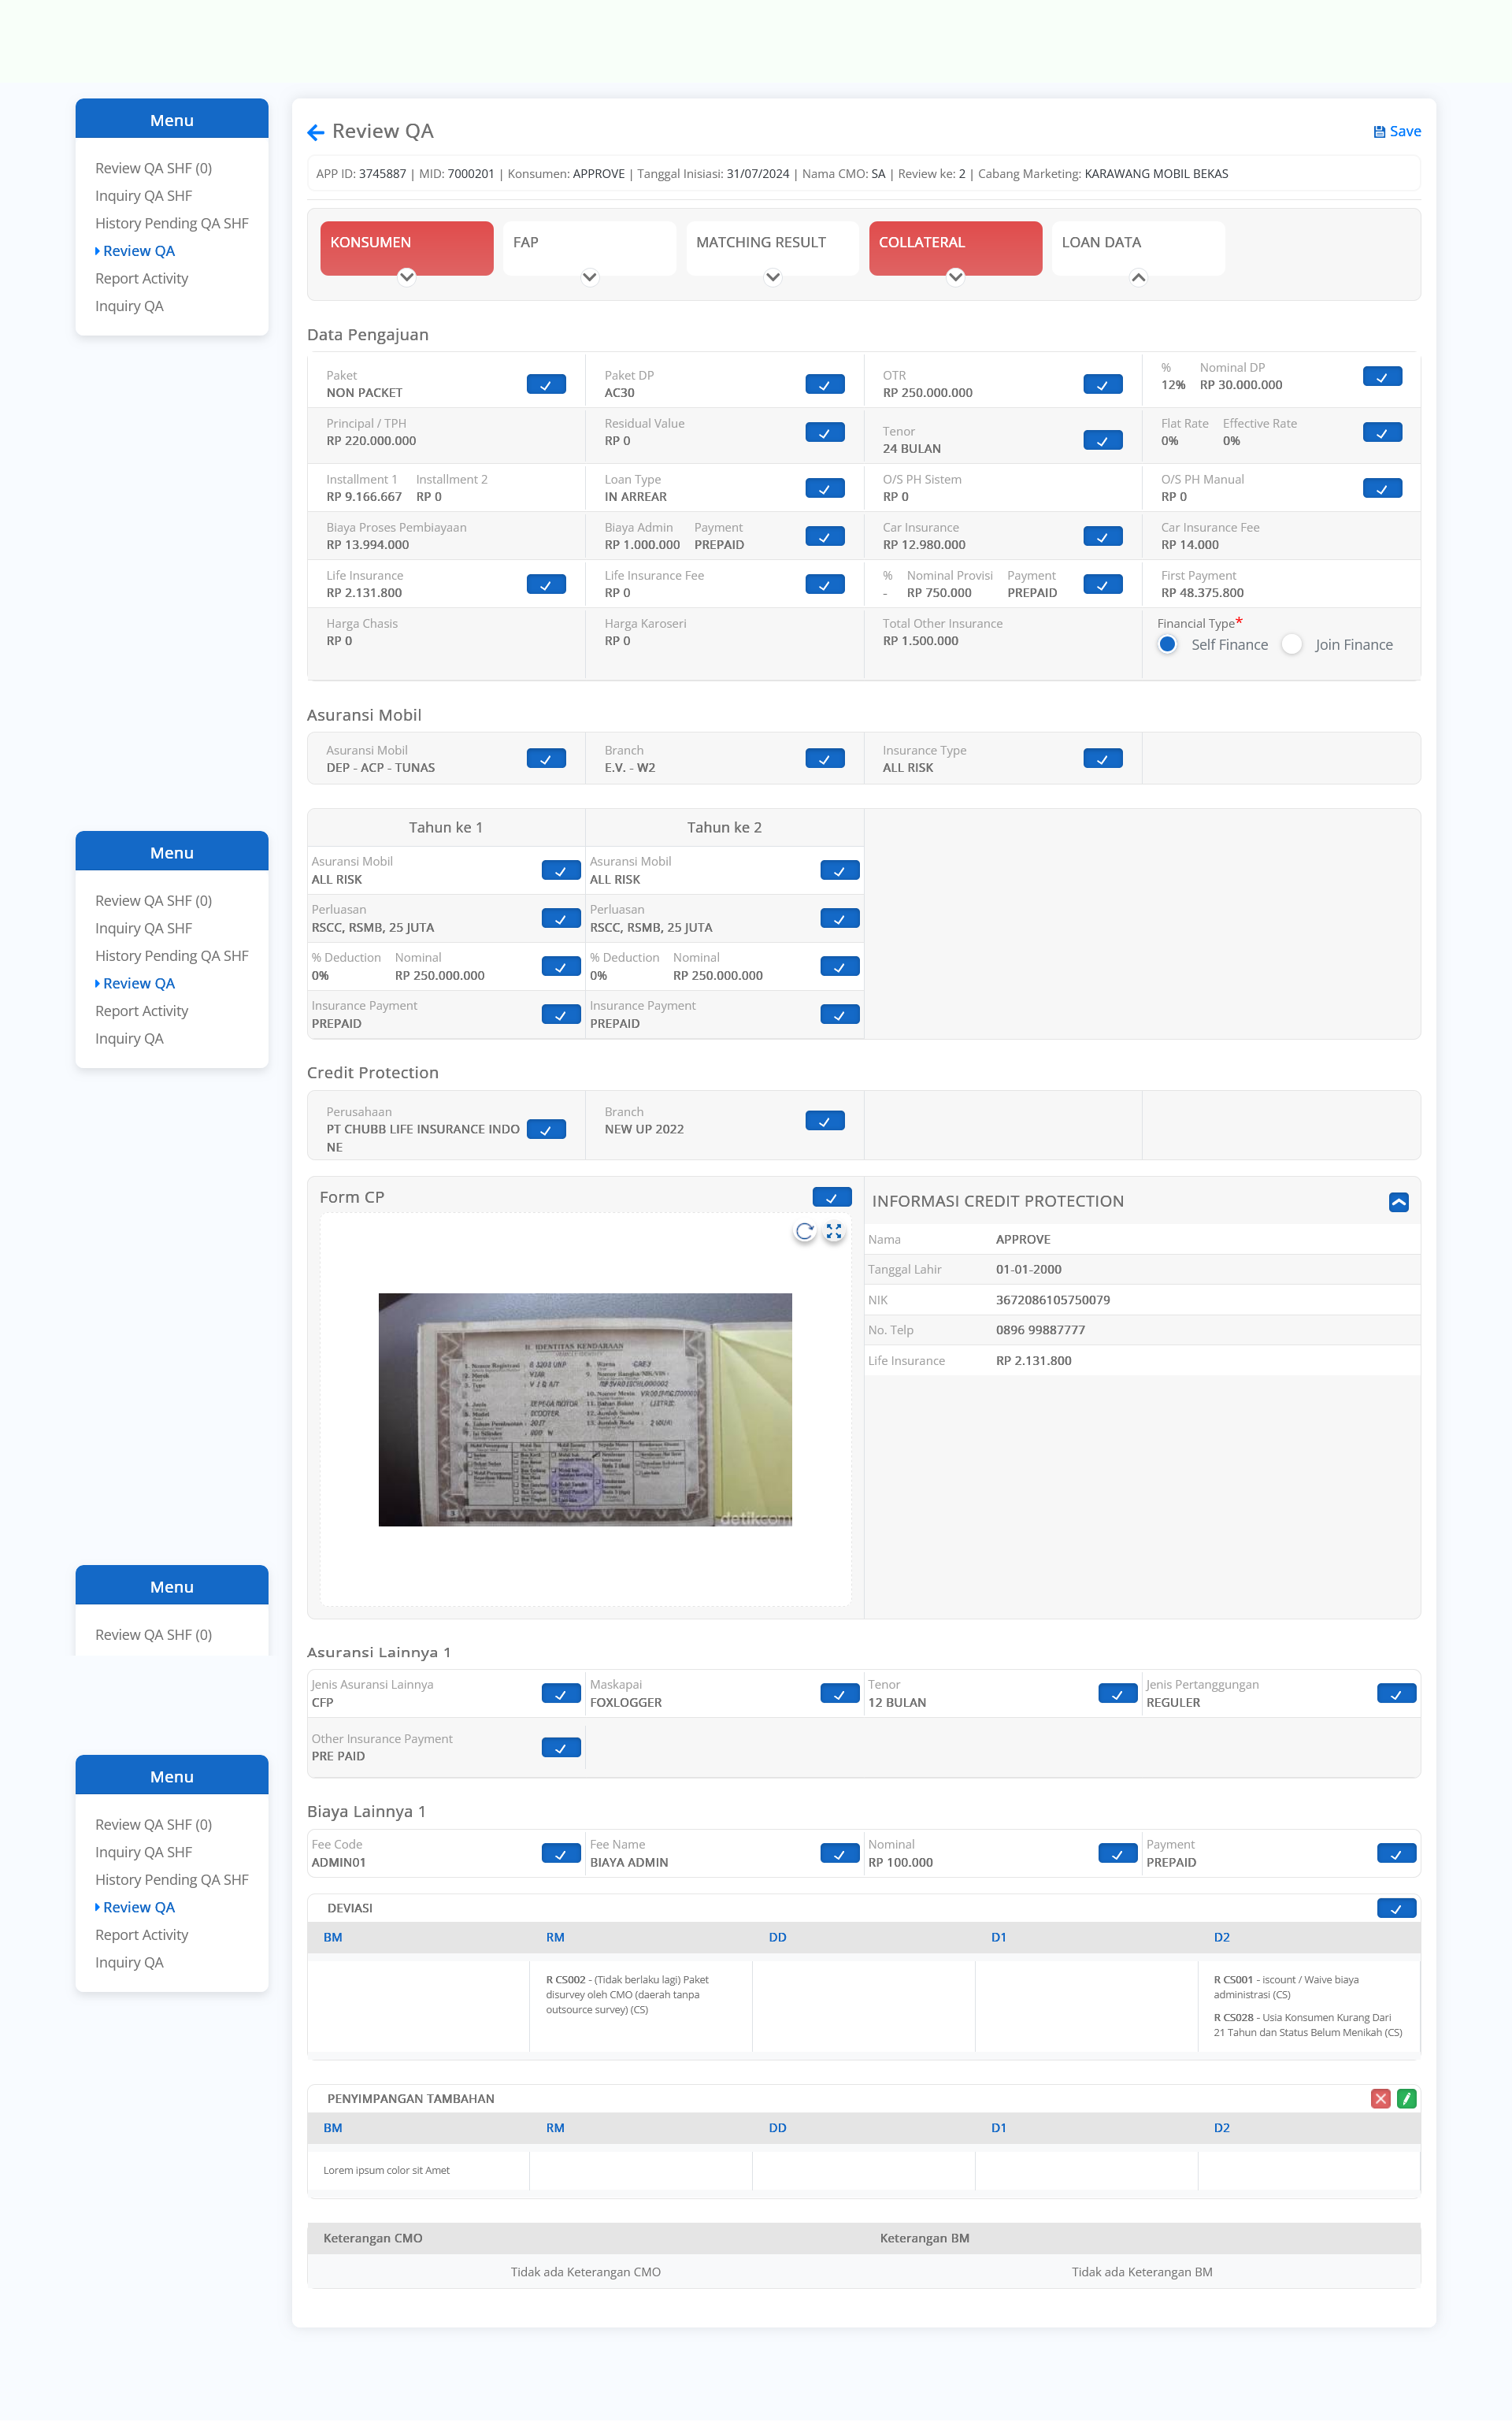 Menu
Review QA SHF (0)
Inquiry QA SHF
History Pending QA SHF
Review QA
Report Activity
Inquiry QA
Review QA
Save
APP ID: 3745887 | MID: 7000201 | Konsumen: APPROVE | Tanggal Inisiasi: 31/07/2024 | Nama CMO: SA | Review ke: 2 | Cabang Marketing: KARAWANG MOBIL BEKAS
KONSUMEN FAP MATCHING RESULT COLLATERAL LOAN DATA
Data Pengajuan
Paket Paket DP OTR % Nominal DP
NON PACKET AC30 RP 250.000.000 12% RP 30.000.000
Principal / TPH Residual Value Tenor Flat Rate Effective Rate
RP 220.000.000 RP 0 24 BULAN 0% 0%
Installment 1 Installment 2 Loan Type O/S PH Sistem O/S PH Manual
RP 9.166.667 RP 0 IN ARREAR RP 0 RP 0
Biaya Proses Pembiayaan Biaya Admin Payment Car Insurance Car Insurance Fee
RP 13.994.000 RP 1.000.000 PREPAID RP 12.980.000 RP 14.000
Life Insurance Life Insurance Fee % Nominal Provisi Payment First Payment
RP 2.131.800 RP 0 - RP 750.000 PREPAID RP 48.375.800
Harga Chasis Harga Karoseri Total Other Insurance Financial Type*
RP 0 RP 0 RP 1.500.000 Self Finance Join Finance
Asuransi Mobil
Asuransi Mobil Branch Insurance Type
DEP - ACP - TUNAS E.V. - W2 ALL RISK
Menu
Review QA SHF (0)
Inquiry QA SHF
History Pending QA SHF
Review QA
Report Activity
Inquiry QA
Tahun ke 1 Tahun ke 2
Asuransi Mobil Asuransi Mobil
ALL RISK ALL RISK
Perluasan Perluasan
RSCC, RSMB, 25 JUTA RSCC, RSMB, 25 JUTA
% Deduction Nominal % Deduction Nominal
0% RP 250.000.000 0% RP 250.000.000
Insurance Payment Insurance Payment
PREPAID PREPAID
Credit Protection
Perusahaan Branch
PT CHUBB LIFE INSURANCE INDO NEW UP 2022
NE
Form CP
II. IDENTITAS KENDARAAN
detikcom
INFORMASI CREDIT PROTECTION
Nama APPROVE
Tanggal Lahir 01-01-2000
NIK 3672086105750079
No. Telp 0896 99887777
Life Insurance RP 2.131.800
Menu
Review QA SHF (0)
Asuransi Lainnya 1
Jenis Asuransi Lainnya Maskapai Tenor Jenis Pertanggungan
CFP FOXLOGGER 12 BULAN REGULER
Other Insurance Payment
PRE PAID
Menu
Review QA SHF (0)
Inquiry QA SHF
History Pending QA SHF
Review QA
Report Activity
Inquiry QA
Biaya Lainnya 1
Fee Code Fee Name Nominal Payment
ADMIN01 BIAYA ADMIN RP 100.000 PREPAID
DEVIASI
BM RM DD D1 D2
R CS002 - (Tidak berlaku lagi) Paket
disurvey oleh CMO (daerah tanpa
outsource survey) (CS)
R CS001 - iscount / Waive biaya
administrasi (CS)
R CS028 - Usia Konsumen Kurang Dari
21 Tahun dan Status Belum Menikah (CS)
PENYIMPANGAN TAMBAHAN
BM RM DD D1 D2
Lorem ipsum color sit Amet
Keterangan CMO Keterangan BM
Tidak ada Keterangan CMO Tidak ada Keterangan BM